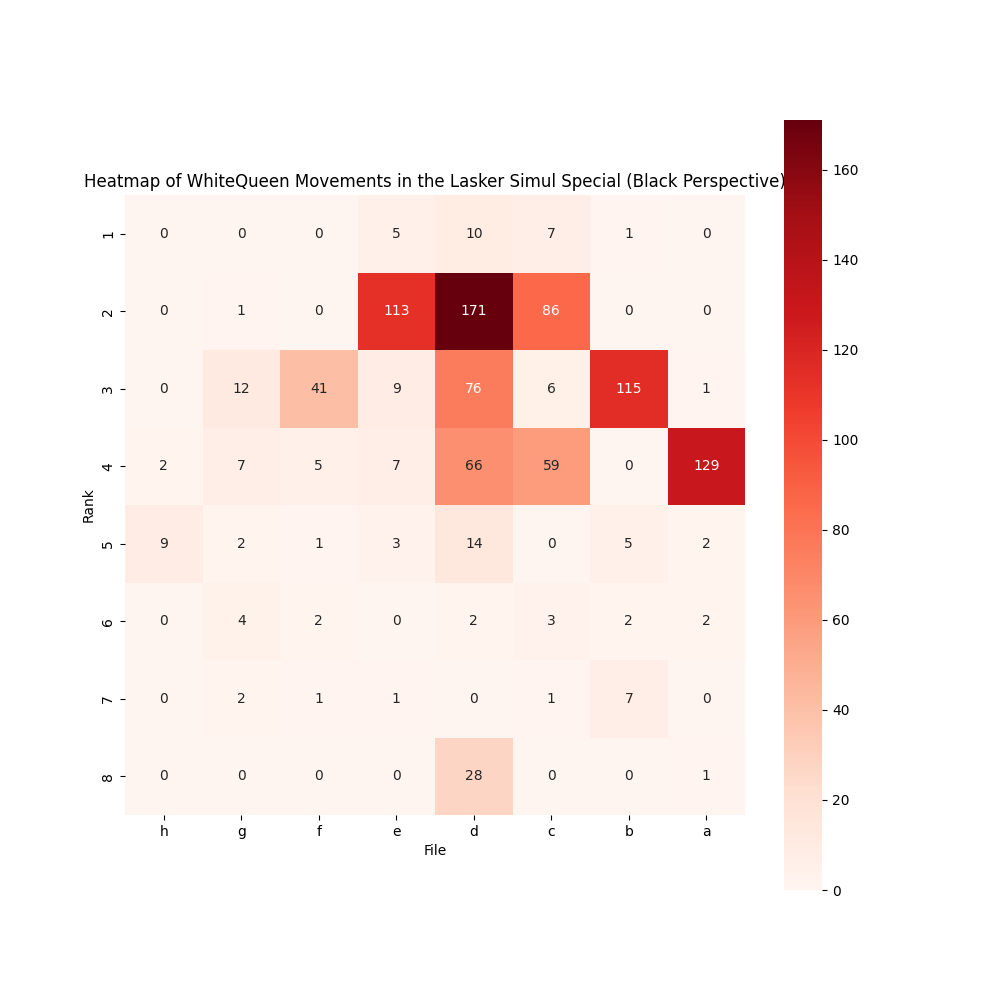 Heatmap of WhiteQueen Movements in the Lasker Simul Special (Black Perspective)
1 0 0 0 5 10 7 1 0
2 0 1 0 113 171 86 0 0
3 0 12 41 9 76 6 115 1
4 2 7 5 7 66 59 0 129
5 9 2 1 3 14 0 5 2
6 0 4 2 0 2 3 2 2
7 0 2 1 1 0 1 7 0
8 0 0 0 0 28 0 0 1
h g f e d c b a
File
Rank
160
140
120
100
80
60
40
20
0